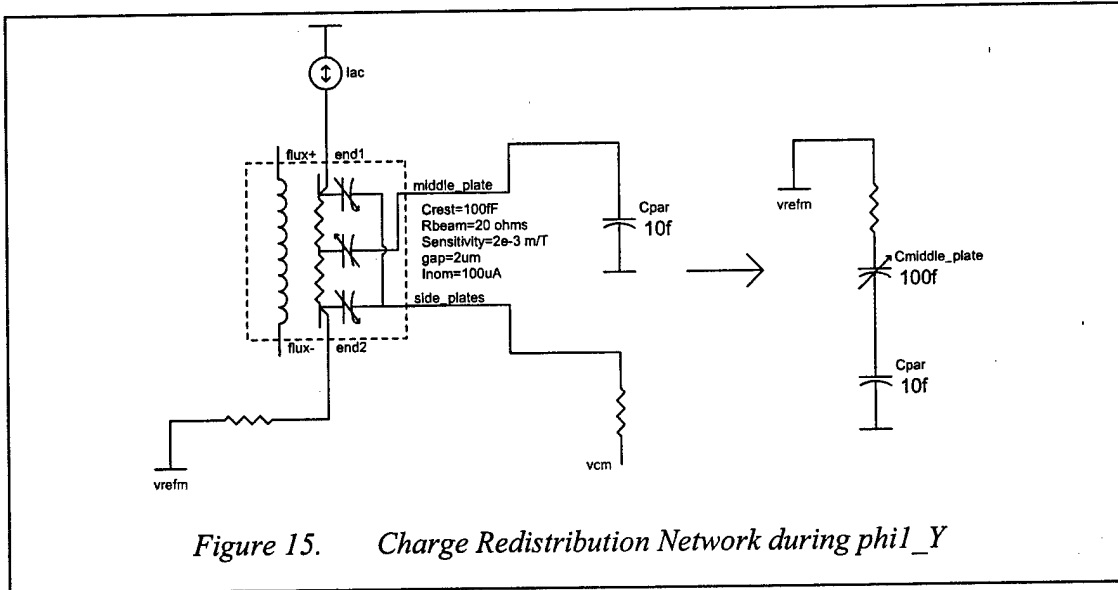 Iac
flux+ end1
middle_plate
Crest=100fF
Rbeam=20 ohms
Sensitivity=2e-3 m/T
gap=2um
Inom=100uA
side_plates
flux- end2
Cpar
10f
vrefm
vcm
vrefm
Cmiddle_plate
100f
Cpar
10f
Figure 15. Charge Redistribution Network during phi1_Y